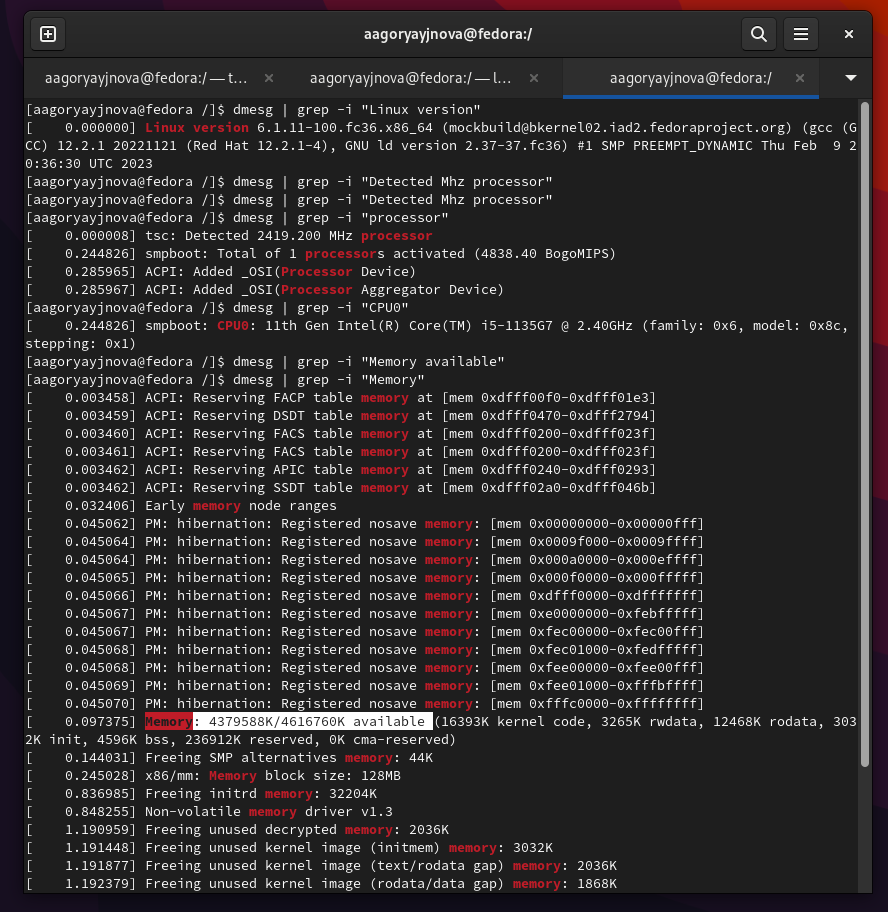 aagoryayjnova@fedora:/
aagoryayjnova@fedora:/ — t...
aagoryayjnova@fedora:/ — l...
aagoryayjnova@fedora:/
[aagoryayjnova@fedora /]$ dmesg | grep -i "Linux version"
[    0.000000] Linux version 6.1.11-100.fc36.x86_64 (mockbuild@bkernel02.iad2.fedoraproject.org) (gcc (G
CC) 12.2.1 20221121 (Red Hat 12.2.1-4), GNU ld version 2.37-37.fc36) #1 SMP PREEMPT_DYNAMIC Thu Feb  9 2
0:36:30 UTC 2023
[aagoryayjnova@fedora /]$ dmesg | grep -i "Detected Mhz processor"
[aagoryayjnova@fedora /]$ dmesg | grep -i "Detected Mhz processor"
[aagoryayjnova@fedora /]$ dmesg | grep -i "processor"
[    0.000008] tsc: Detected 2419.200 MHz processor
[    0.244826] smpboot: Total of 1 processors activated (4838.40 BogoMIPS)
[    0.285965] ACPI: Added _OSI(Processor Device)
[    0.285967] ACPI: Added _OSI(Processor Aggregator Device)
[aagoryayjnova@fedora /]$ dmesg | grep -i "CPU0"
[    0.244826] smpboot: CPU0: 11th Gen Intel(R) Core(TM) i5-1135G7 @ 2.40GHz (family: 0x6, model: 0x8c,
stepping: 0x1)
[aagoryayjnova@fedora /]$ dmesg | grep -i "Memory available"
[aagoryayjnova@fedora /]$ dmesg | grep -i "Memory"
[    0.003458] ACPI: Reserving FACP table memory at [mem 0xdfff00f0-0xdfff01e3]
[    0.003459] ACPI: Reserving DSDT table memory at [mem 0xdfff0470-0xdfff2794]
[    0.003460] ACPI: Reserving FACS table memory at [mem 0xdfff0200-0xdfff023f]
[    0.003461] ACPI: Reserving FACS table memory at [mem 0xdfff0200-0xdfff023f]
[    0.003462] ACPI: Reserving APIC table memory at [mem 0xdfff0240-0xdfff0293]
[    0.003462] ACPI: Reserving SSDT table memory at [mem 0xdfff02a0-0xdfff046b]
[    0.032406] Early memory node ranges
[    0.045062] PM: hibernation: Registered nosave memory: [mem 0x00000000-0x00000fff]
[    0.045064] PM: hibernation: Registered nosave memory: [mem 0x0009f000-0x0009ffff]
[    0.045064] PM: hibernation: Registered nosave memory: [mem 0x000a0000-0x000effff]
[    0.045065] PM: hibernation: Registered nosave memory: [mem 0x000f0000-0x000fffff]
[    0.045066] PM: hibernation: Registered nosave memory: [mem 0xdfff0000-0xdfffffff]
[    0.045067] PM: hibernation: Registered nosave memory: [mem 0xe0000000-0xfebfffff]
[    0.045067] PM: hibernation: Registered nosave memory: [mem 0xfec00000-0xfec00fff]
[    0.045068] PM: hibernation: Registered nosave memory: [mem 0xfec01000-0xfedfffff]
[    0.045068] PM: hibernation: Registered nosave memory: [mem 0xfee00000-0xfee00fff]
[    0.045069] PM: hibernation: Registered nosave memory: [mem 0xfee01000-0xfffbffff]
[    0.045070] PM: hibernation: Registered nosave memory: [mem 0xfffc0000-0xffffffff]
[    0.097375] Memory: 4379588K/4616760K available (16393K kernel code, 3265K rwdata, 12468K rodata, 303
2K init, 4596K bss, 236912K reserved, 0K cma-reserved)
[    0.144031] Freeing SMP alternatives memory: 44K
[    0.245028] x86/mm: Memory block size: 128MB
[    0.836985] Freeing initrd memory: 32204K
[    0.848255] Non-volatile memory driver v1.3
[    1.190959] Freeing unused decrypted memory: 2036K
[    1.191448] Freeing unused kernel image (initmem) memory: 3032K
[    1.191877] Freeing unused kernel image (text/rodata gap) memory: 2036K
[    1.192379] Freeing unused kernel image (rodata/data gap) memory: 1868K